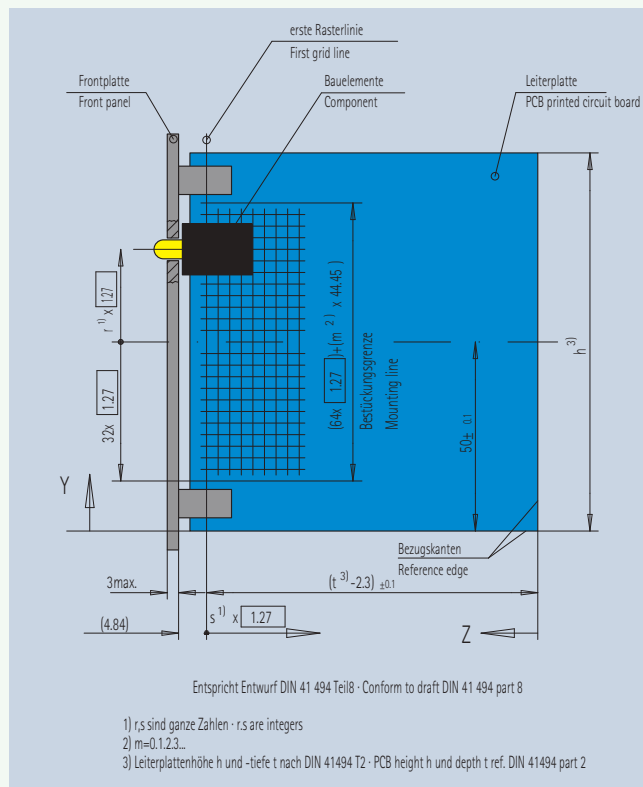 erste Rasterlinie
First grid line
Frontplatte
Front panel
Bauelemente
Component
Leiterplatte
PCB printed circuit board
r 1) x 1.27
32x 1.27
(64x 1.27 )+(m 2) x 44.45)
Bestückungsgrenze
Mounting line
h 3)
50± 0.1
Y
Bezugskanten
Reference edge
3max.
(t 3) -2.3) ±0.1
(4.84)
s 1) x 1.27
Z
Entspricht Entwurf DIN 41 494 Teil8 · Conform to draft DIN 41 494 part 8
1) r,s sind ganze Zahlen · r.s are integers
2) m=0.1.2.3...
3) Leiterplattenhöhe h und -tiefe t nach DIN 41494 T2 · PCB height h und depth t ref. DIN 41494 part 2